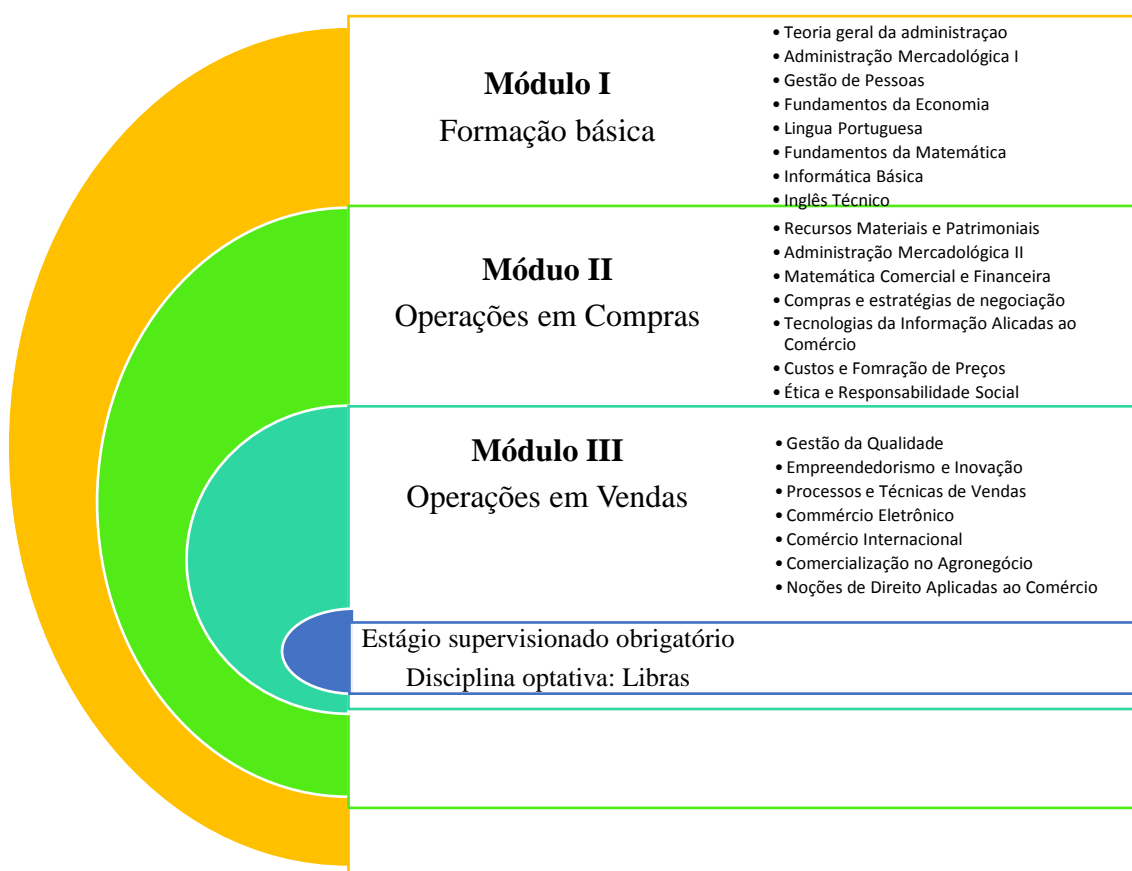 Módulo I
Formação básica
• Teoria geral da administraçao
• Administração Mercadológica I
• Gestão de Pessoas
• Fundamentos da Economia
• Lingua Portuguesa
• Fundamentos da Matemática
• Informática Básica
• Inglês Técnico
Móduo II
Operações em Compras
• Recursos Materiais e Patrimoniais
• Administração Mercadológica II
• Matemática Comercial e Financeira
• Compras e estratégias de negociação
• Tecnologias da Informação Alicadas ao
Comércio
• Custos e Fomração de Preços
• Ética e Responsabilidade Social
Módulo III
Operações em Vendas
• Gestão da Qualidade
• Empreendedorismo e Inovação
• Processos e Técnicas de Vendas
• Commércio Eletrônico
• Comércio Internacional
• Comercialização no Agronegócio
• Noções de Direito Aplicadas ao Comércio
Estágio supervisionado obrigatório
Disciplina optativa: Libras